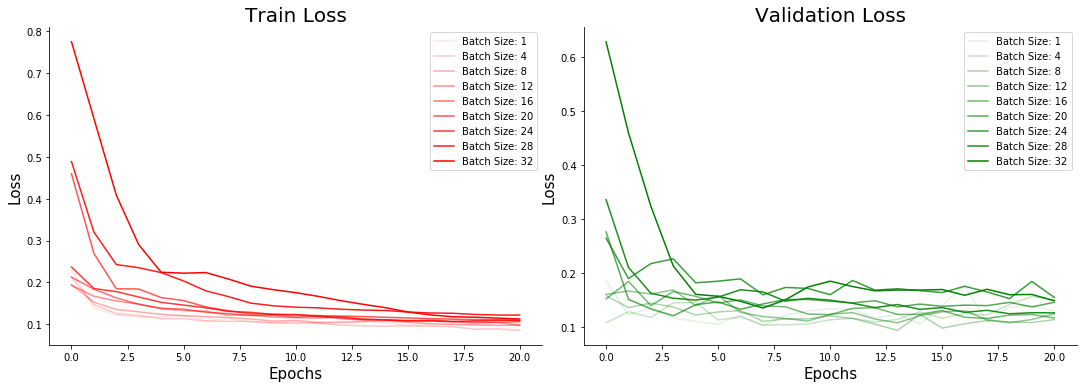 Train Loss
Loss
0.8
0.7
0.6
0.5
0.4
0.3
0.2
0.1
Batch Size: 1
Batch Size: 4
Batch Size: 8
Batch Size: 12
Batch Size: 16
Batch Size: 20
Batch Size: 24
Batch Size: 28
Batch Size: 32
0.0 2.5 5.0 7.5 10.0 12.5 15.0 17.5 20.0
Epochs
Validation Loss
Loss
0.6
0.5
0.4
0.3
0.2
0.1
Batch Size: 1
Batch Size: 4
Batch Size: 8
Batch Size: 12
Batch Size: 16
Batch Size: 20
Batch Size: 24
Batch Size: 28
Batch Size: 32
0.0 2.5 5.0 7.5 10.0 12.5 15.0 17.5 20.0
Epochs